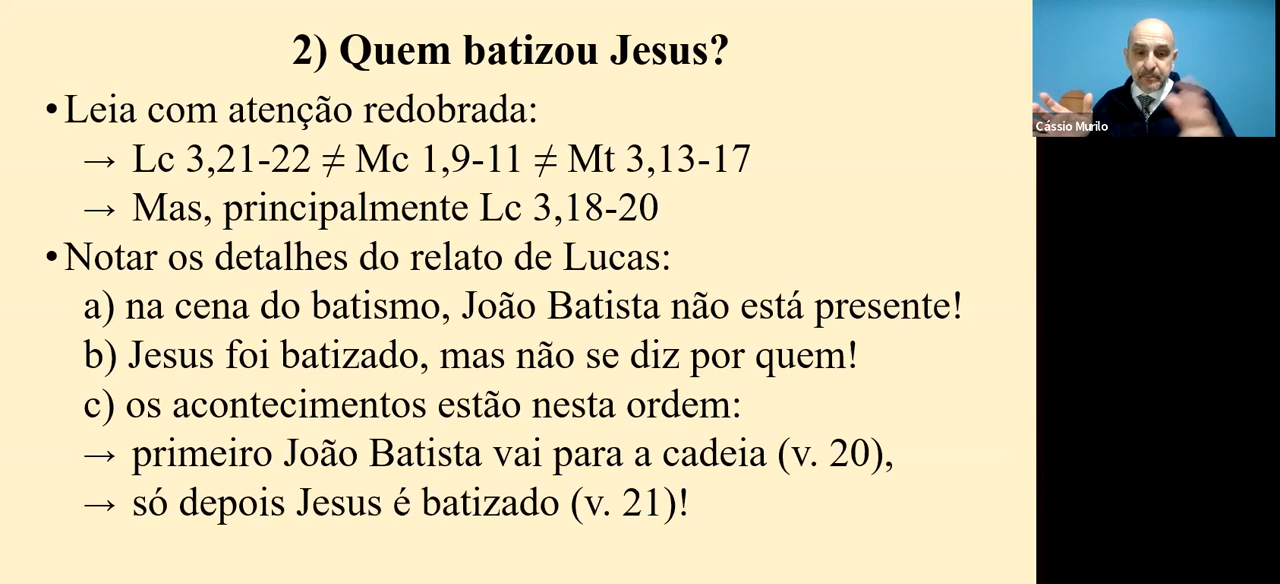 2) Quem batizou Jesus?
• Leia com atenção redobrada:
→ Lc 3,21-22 ≠ Mc 1,9-11 ≠ Mt 3,13-17
→ Mas, principalmente Lc 3,18-20
• Notar os detalhes do relato de Lucas:
a) na cena do batismo, João Batista não está presente!
b) Jesus foi batizado, mas não se diz por quem!
c) os acontecimentos estão nesta ordem:
→ primeiro João Batista vai para a cadeia (v. 20),
→ só depois Jesus é batizado (v. 21)!
Cássio Murilo